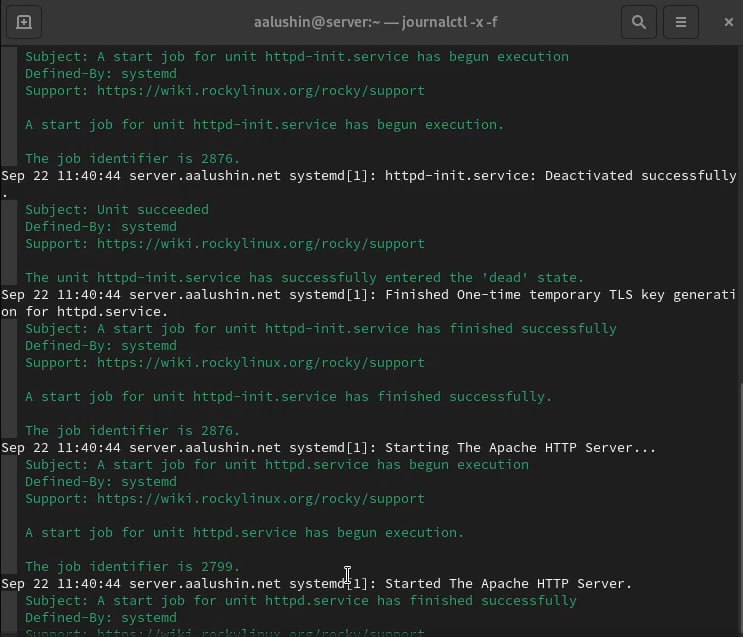 aalushin@server:~ — journalctl -x -f
Subject: A start job for unit httpd-init.service has begun execution
Defined-By: systemd
Support: https://wiki.rockylinux.org/rocky/support
A start job for unit httpd-init.service has begun execution.
The job identifier is 2876.
Sep 22 11:40:44 server.aalushin.net systemd[1]: httpd-init.service: Deactivated successfully
.
Subject: Unit succeeded
Defined-By: systemd
Support: https://wiki.rockylinux.org/rocky/support
The unit httpd-init.service has successfully entered the 'dead' state.
Sep 22 11:40:44 server.aalushin.net systemd[1]: Finished One-time temporary TLS key generati
on for httpd.service.
Subject: A start job for unit httpd-init.service has finished successfully
Defined-By: systemd
Support: https://wiki.rockylinux.org/rocky/support
A start job for unit httpd-init.service has finished successfully.
The job identifier is 2876.
Sep 22 11:40:44 server.aalushin.net systemd[1]: Starting The Apache HTTP Server...
Subject: A start job for unit httpd.service has begun execution
Defined-By: systemd
Support: https://wiki.rockylinux.org/rocky/support
A start job for unit httpd.service has begun execution.
The job identifier is 2799.
Sep 22 11:40:44 server.aalushin.net systemd[1]: Started The Apache HTTP Server.
Subject: A start job for unit httpd.service has finished successfully
Defined-By: systemd
Support: https://wiki.rockylinux.org/rocky/support